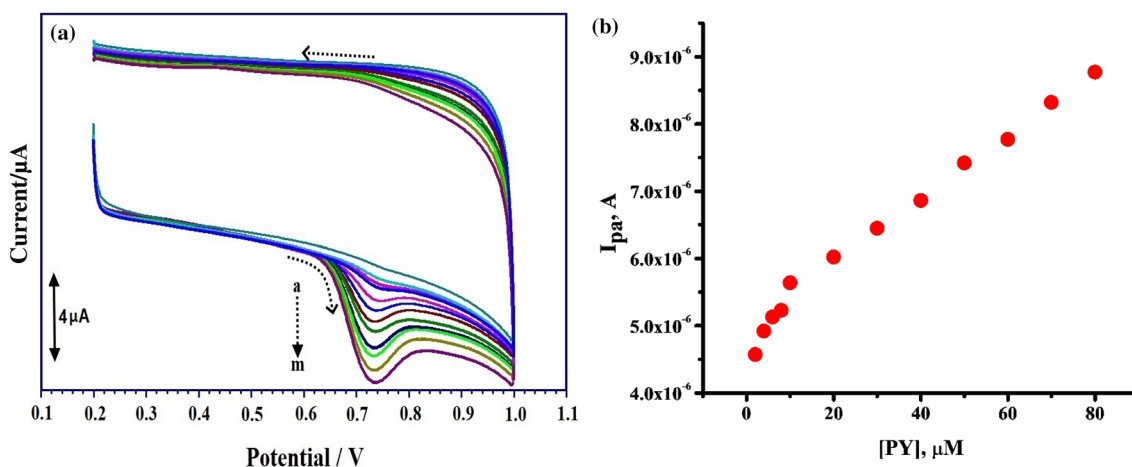 (a)
Current/µA
4µA
a
m
0.1 0.2 0.3 0.4 0.5 0.6 0.7 0.8 0.9 1.0 1.1
Potential / V
(b)
9.0x10⁻⁶
8.0x10⁻⁶
7.0x10⁻⁶
6.0x10⁻⁶
5.0x10⁻⁶
4.0x10⁻⁶
Ipa, A
0 20 40 60 80
[PY], µM